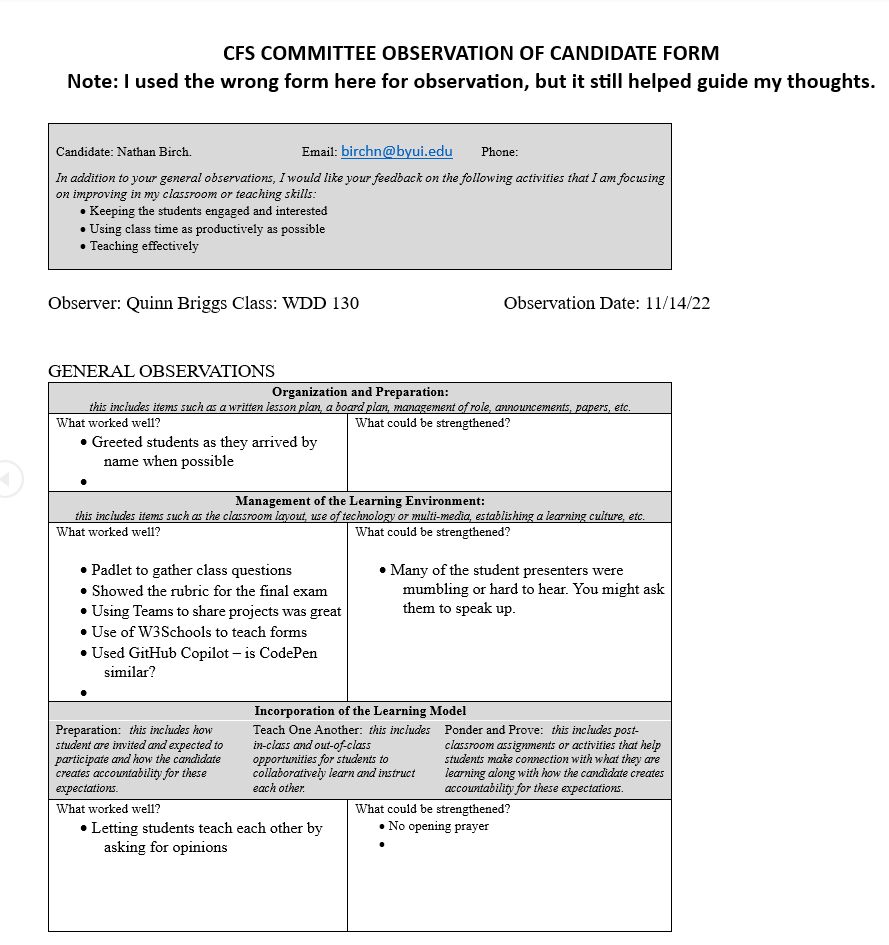 CFS COMMITTEE OBSERVATION OF CANDIDATE FORM
Note: I used the wrong form here for observation, but it still helped guide my thoughts.
Candidate: Nathan Birch. Email: birchn@byui.edu Phone:
In addition to your general observations, I would like your feedback on the following activities that I am focusing
on improving in my classroom or teaching skills:
• Keeping the students engaged and interested
• Using class time as productively as possible
• Teaching effectively
Observer: Quinn Briggs Class: WDD 130 Observation Date: 11/14/22
GENERAL OBSERVATIONS
Organization and Preparation:
this includes items such as a written lesson plan, a board plan, management of role, announcements, papers, etc.
What worked well?
• Greeted students as they arrived by
name when possible
•
What could be strengthened?
Management of the Learning Environment:
this includes items such as the classroom layout, use of technology or multi-media, establishing a learning culture, etc.
What worked well?
• Padlet to gather class questions
• Showed the rubric for the final exam
• Using Teams to share projects was great
• Use of W3Schools to teach forms
• Used GitHub Copilot – is CodePen
similar?
•
What could be strengthened?
• Many of the student presenters were
mumbling or hard to hear. You might ask
them to speak up.
Incorporation of the Learning Model
Preparation: this includes how
student are invited and expected to
participate and how the candidate
creates accountability for these
expectations.
Teach One Another: this includes
in-class and out-of-class
opportunities for students to
collaboratively learn and instruct
each other.
Ponder and Prove: this includes post-
classroom assignments or activities that help
students make connection with what they are
learning along with how the candidate creates
accountability for these expectations.
What worked well?
• Letting students teach each other by
asking for opinions
What could be strengthened?
• No opening prayer
•